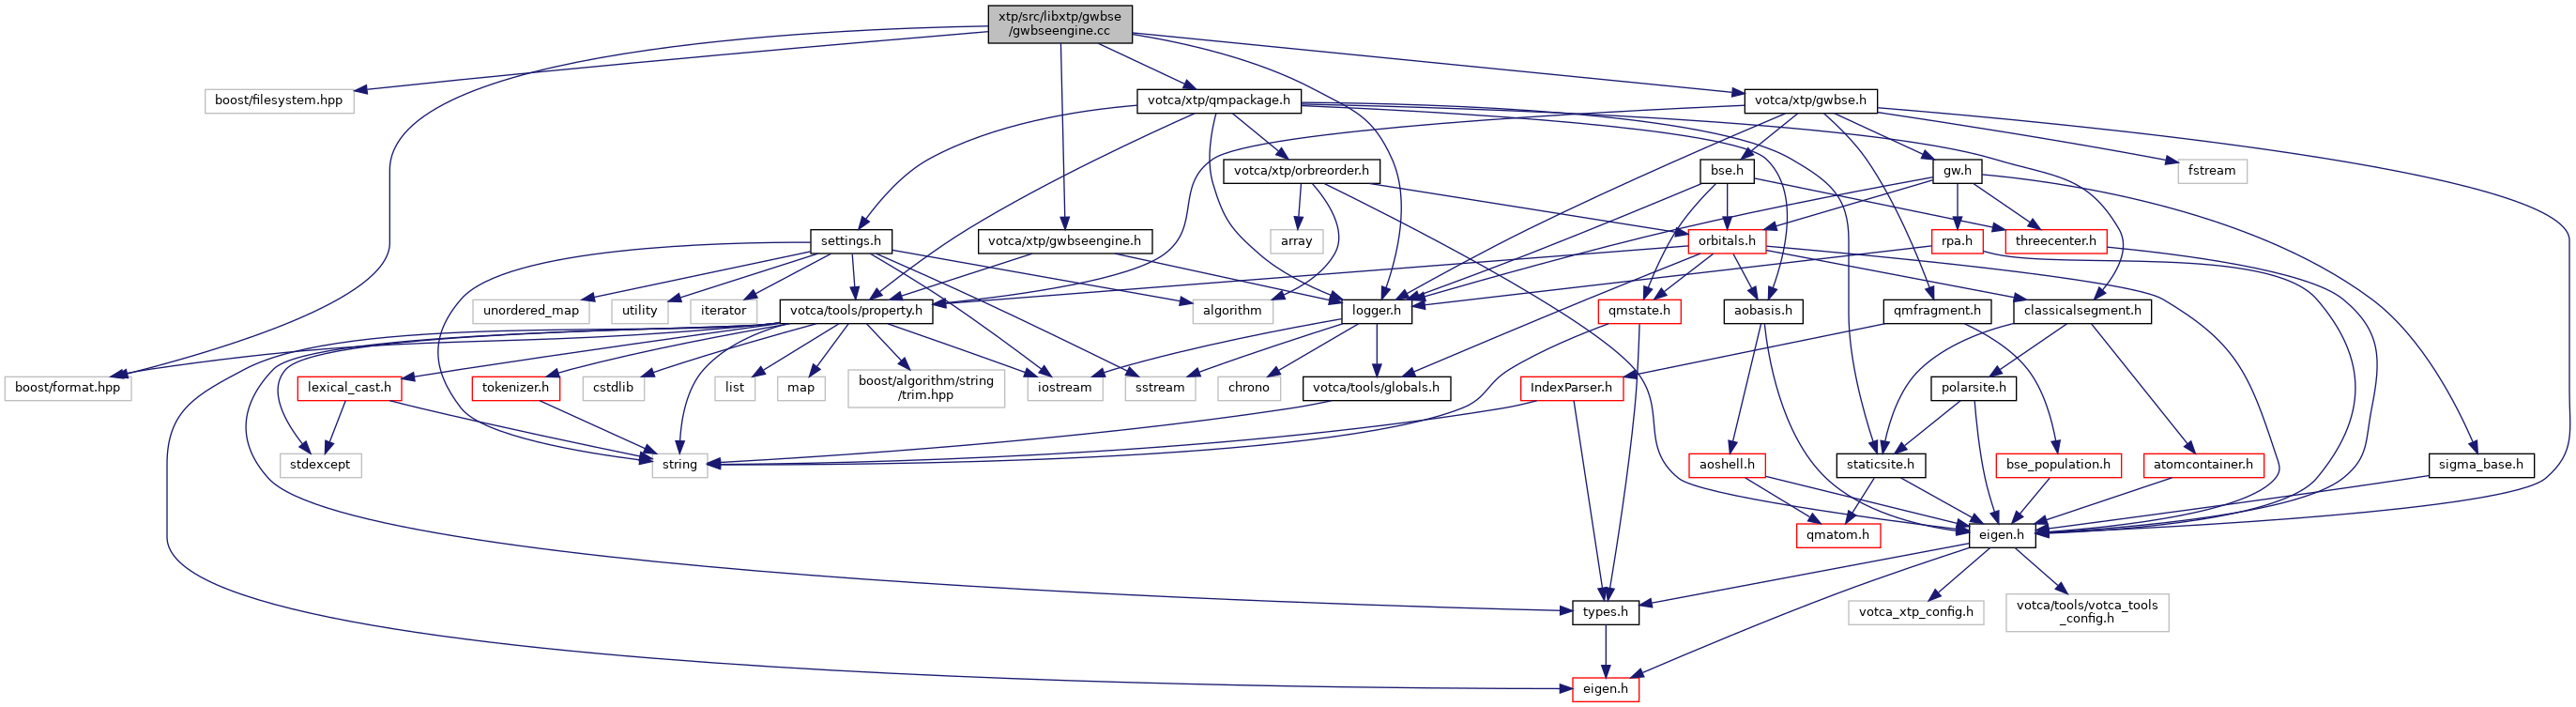 xtp/src/libxtp/gwbse
/gwbseengine.cc
boost/filesystem.hpp
votca/xtp/qmpackage.h
votca/xtp/gwbse.h
votca/xtp/orbreorder.h
bse.h
gw.h
fstream
settings.h
votca/xtp/gwbseengine.h
array
orbitals.h
rpa.h
threecenter.h
unordered_map
utility
iterator
votca/tools/property.h
algorithm
logger.h
qmstate.h
aobasis.h
qmfragment.h
classicalsegment.h
boost/format.hpp
lexical_cast.h
tokenizer.h
cstdlib
list
map
boost/algorithm/string
/trim.hpp
iostream
sstream
chrono
votca/tools/globals.h
IndexParser.h
polarsite.h
stdexcept
string
aoshell.h
staticsite.h
bse_population.h
atomcontainer.h
sigma_base.h
qmatom.h
eigen.h
types.h
votca_xtp_config.h
votca/tools/votca_tools
_config.h
eigen.h